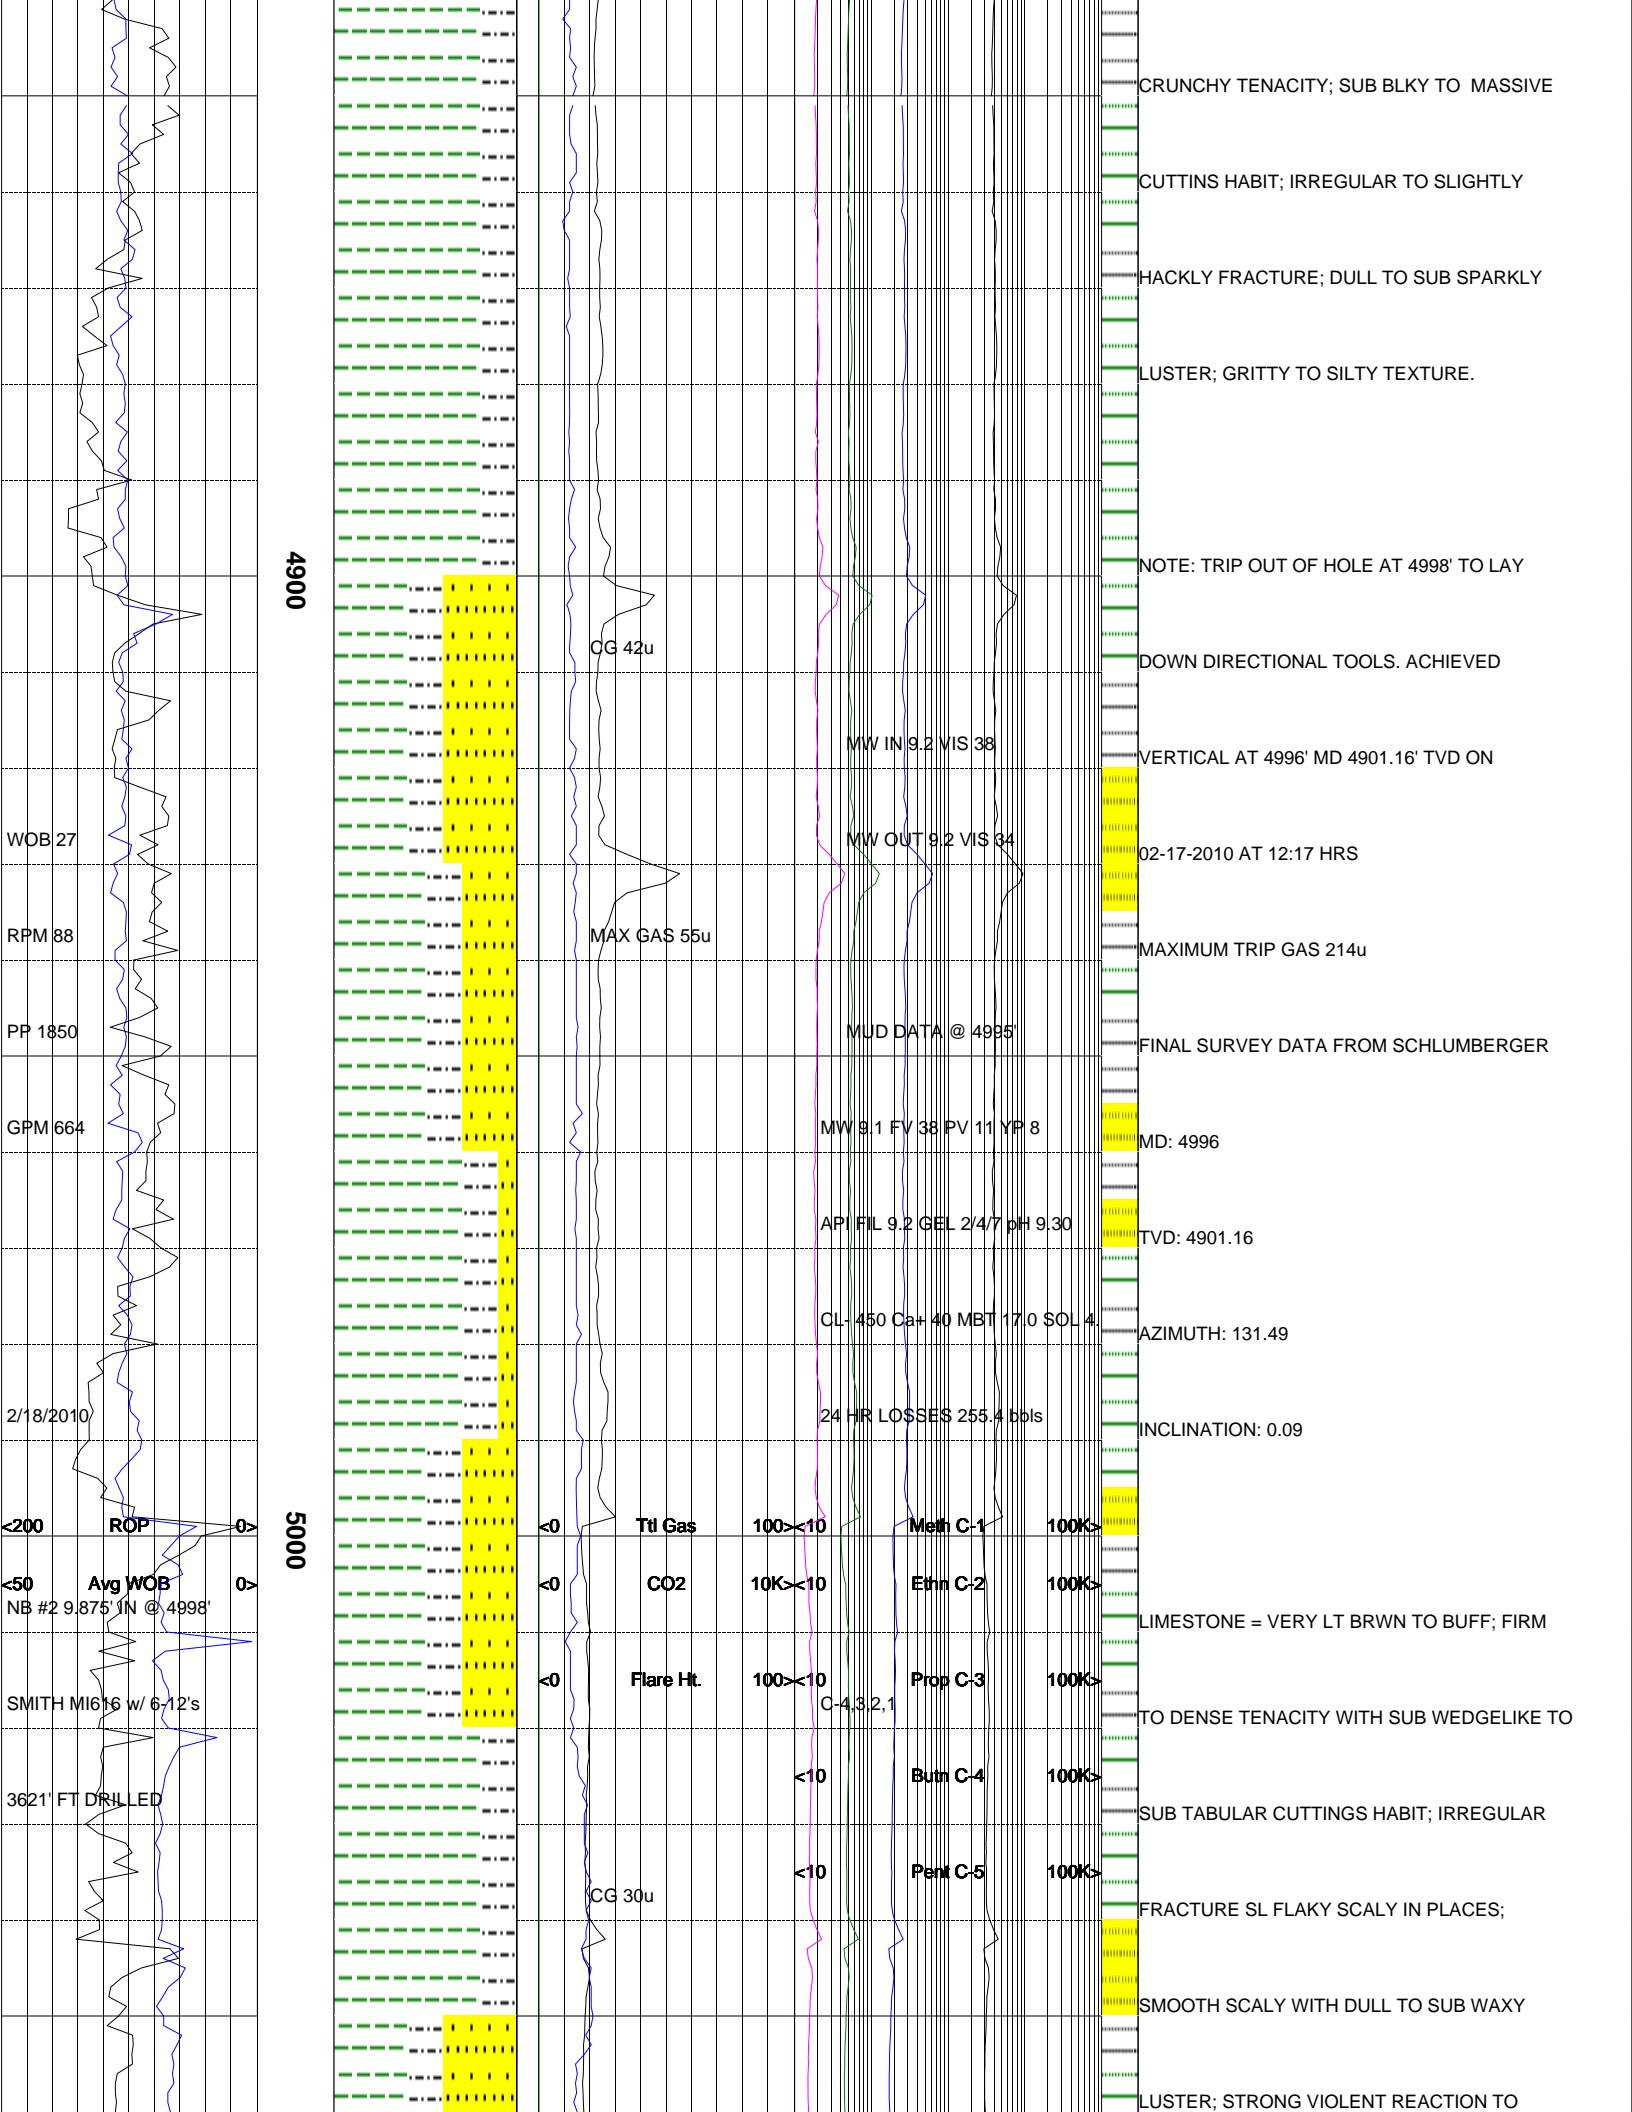 CRUNCHY TENACITY; SUB BLKY TO  MASSIVE
CUTTINS HABIT; IRREGULAR TO SLIGHTLY
HACKLY FRACTURE; DULL TO SUB SPARKLY
LUSTER; GRITTY TO SILTY TEXTURE.
4900
NOTE: TRIP OUT OF HOLE AT 4998' TO LAY
CG 42u
DOWN DIRECTIONAL TOOLS. ACHIEVED
MW IN 9.2 VIS 38
VERTICAL AT 4996' MD 4901.16' TVD ON
WOB 27
MW OUT 9.2 VIS 34
02-17-2010 AT 12:17 HRS
RPM 88
MAX GAS 55u
MAXIMUM TRIP GAS 214u
PP 1850
MUD DATA @ 4995'
FINAL SURVEY DATA FROM SCHLUMBERGER
GPM 664
MW 9.1 FV 38 PV 11 YP 8
MD: 4996
API FIL 9.2 GEL 2/4/7 pH 9.30
TVD: 4901.16
CL- 450 Ca+ 40 MBT 17.0 SOL 4.
AZIMUTH: 131.49
2/18/2010
24 HR LOSSES 255.4 bbls
INCLINATION: 0.09
5000
<200 ROP 0>
<0 Ttl Gas 100>
<10 Meth C-1 100K>
<50 Avg WOB 0>
<0 CO2 10K>
<10 Ethn C-2 100K>
NB #2 9.875' IN @ 4998'
LIMESTONE = VERY LT BRWN TO BUFF; FIRM
<0 Flare Ht. 100>
<10 Prop C-3 100K>
SMITH MI616 w/ 6-12's
C-4,3,2,1
TO DENSE TENACITY WITH SUB WEDGELIKE TO
<10 Butn C-4 100K>
3621' FT DRILLED
SUB TABULAR CUTTINGS HABIT; IRREGULAR
<10 Pent C-5 100K>
CG 30u
FRACTURE SL FLAKY SCALY IN PLACES;
SMOOTH SCALY WITH DULL TO SUB WAXY
LUSTER; STRONG VIOLENT REACTION TO